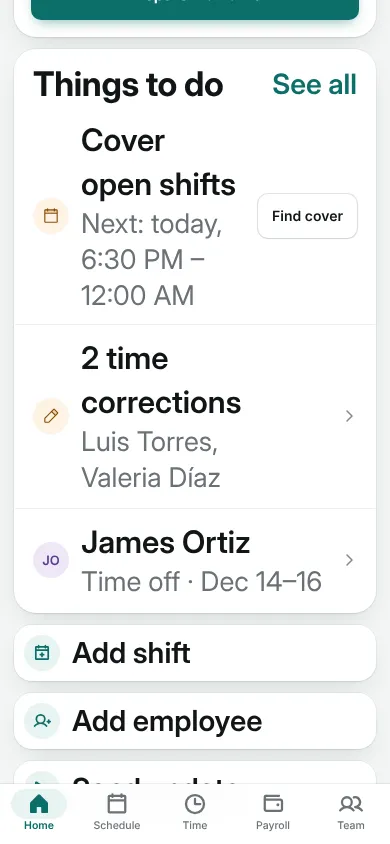 Things to do
See all
Cover
open shifts
Next: today,
6:30 PM –
12:00 AM
Find cover
2 time
corrections
Luis Torres,
Valeria Díaz
JO
James Ortiz
Time off · Dec 14–16
Add shift
Add employee
Home
Schedule
Time
Payroll
Team